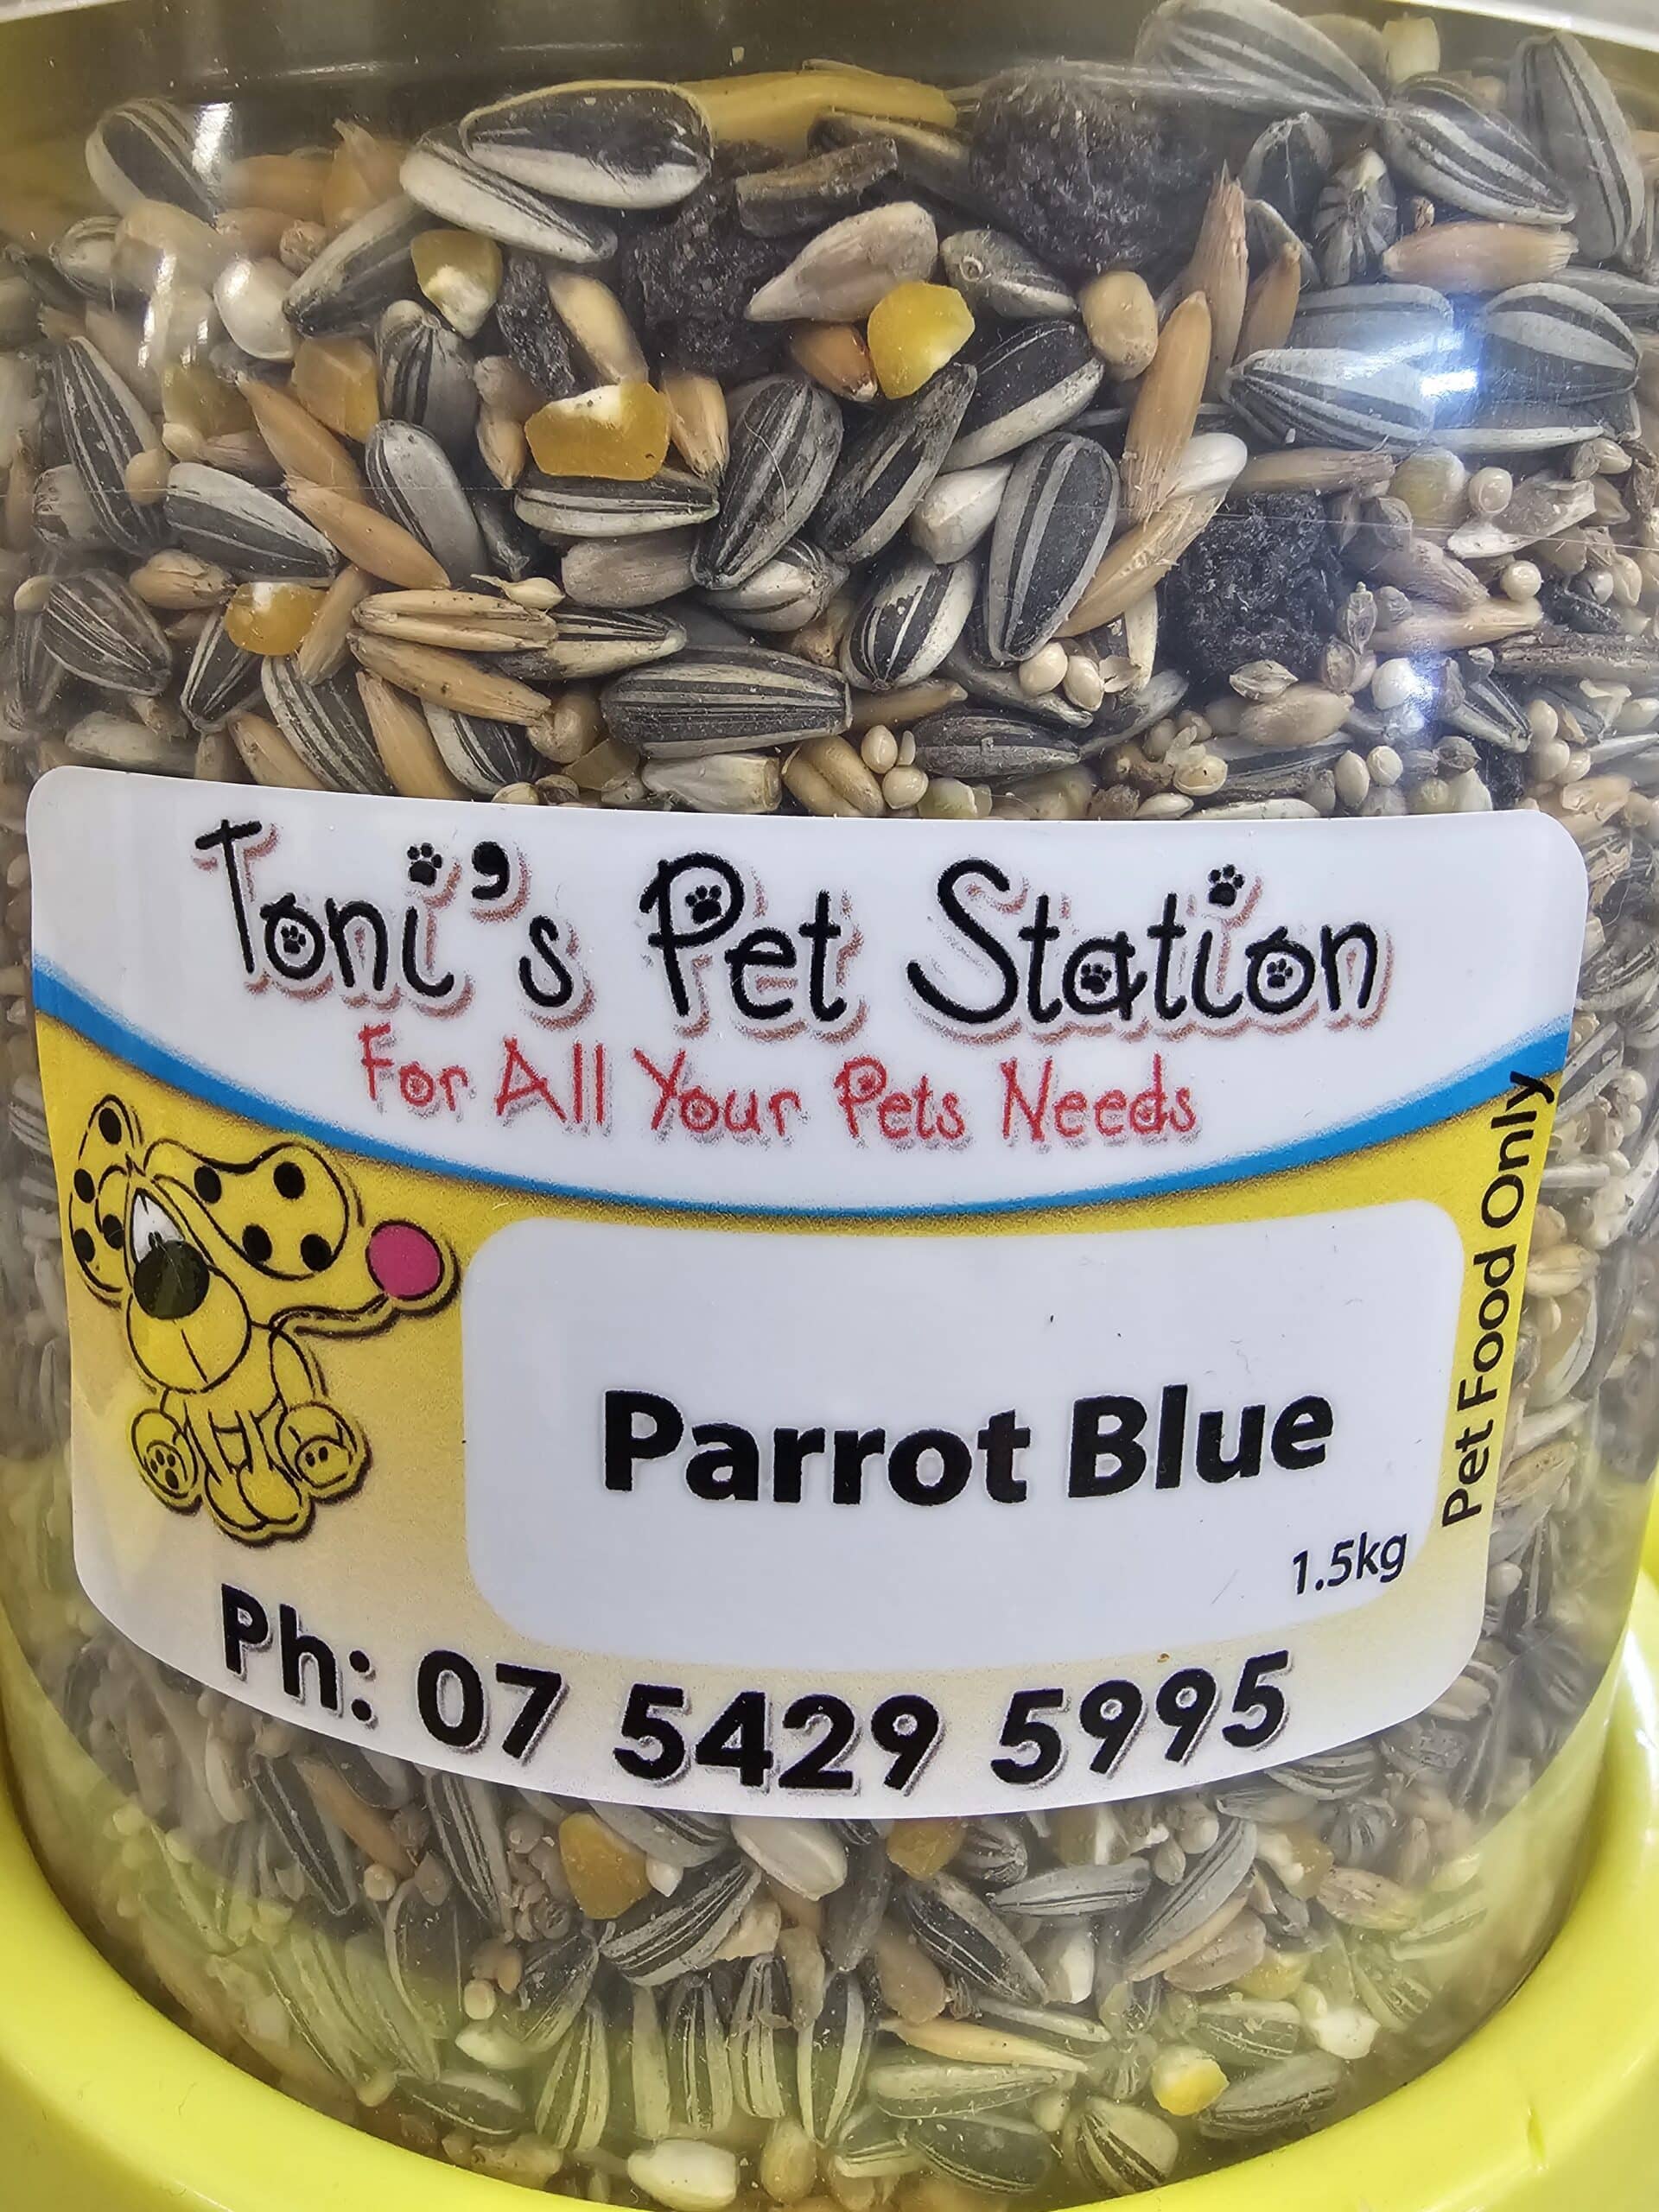 Toni's Pet Station
For All Your Pets Needs
Parrot Blue
1.5kg
Pet Food Only
Ph: 07 5429 5995